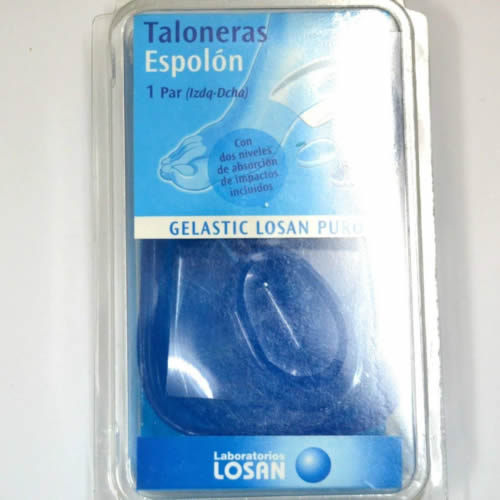 Taloneras
Espolón
1 Par (Izdq-Dcha)
Con
dos niveles
de absorción
de impactos
incluidos
GELASTIC LOSAN PURO
Laboratorios
LOSAN